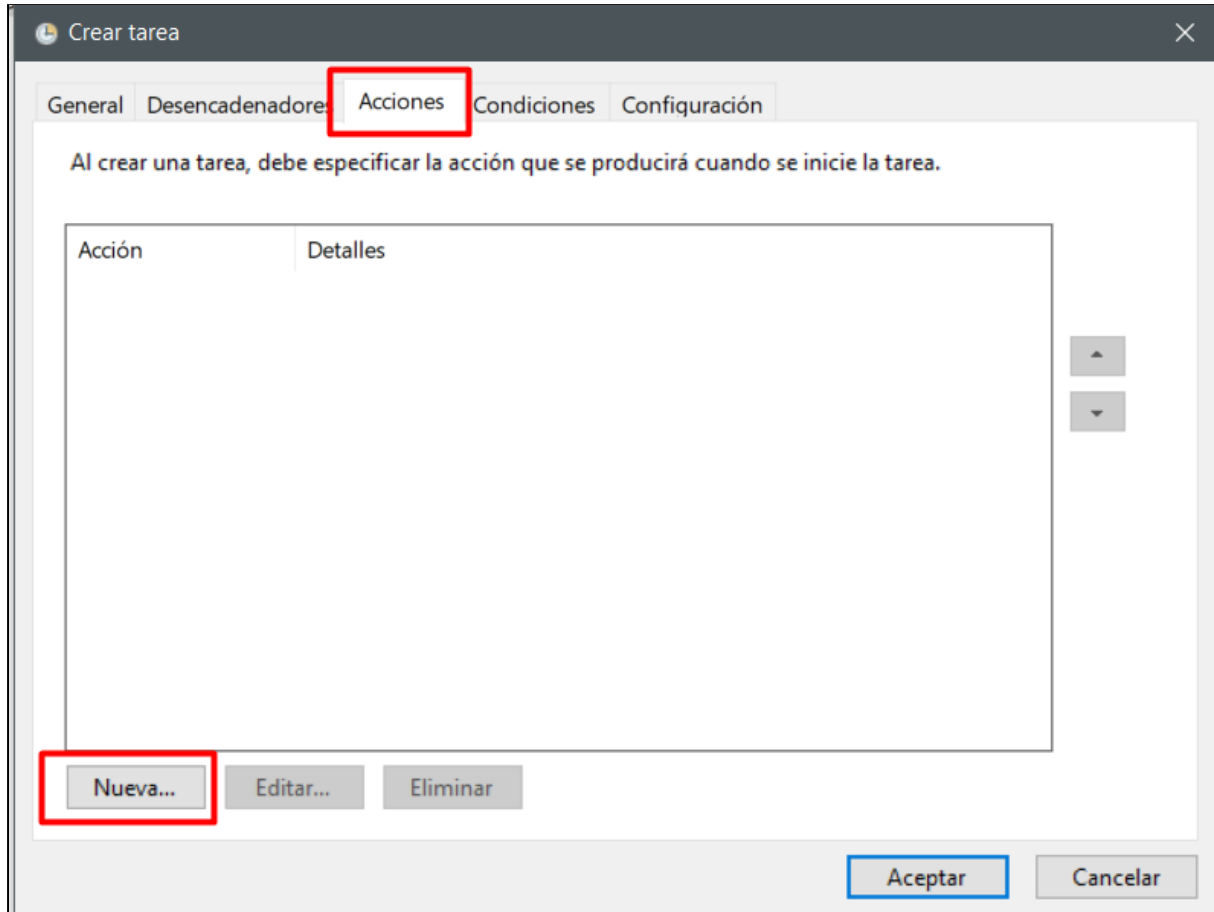 Crear tarea
General Desencadenadores Acciones Condiciones Configuración
Al crear una tarea, debe especificar la acción que se producirá cuando se inicie la tarea.
Acción Detalles
Nueva... Editar... Eliminar
Aceptar Cancelar